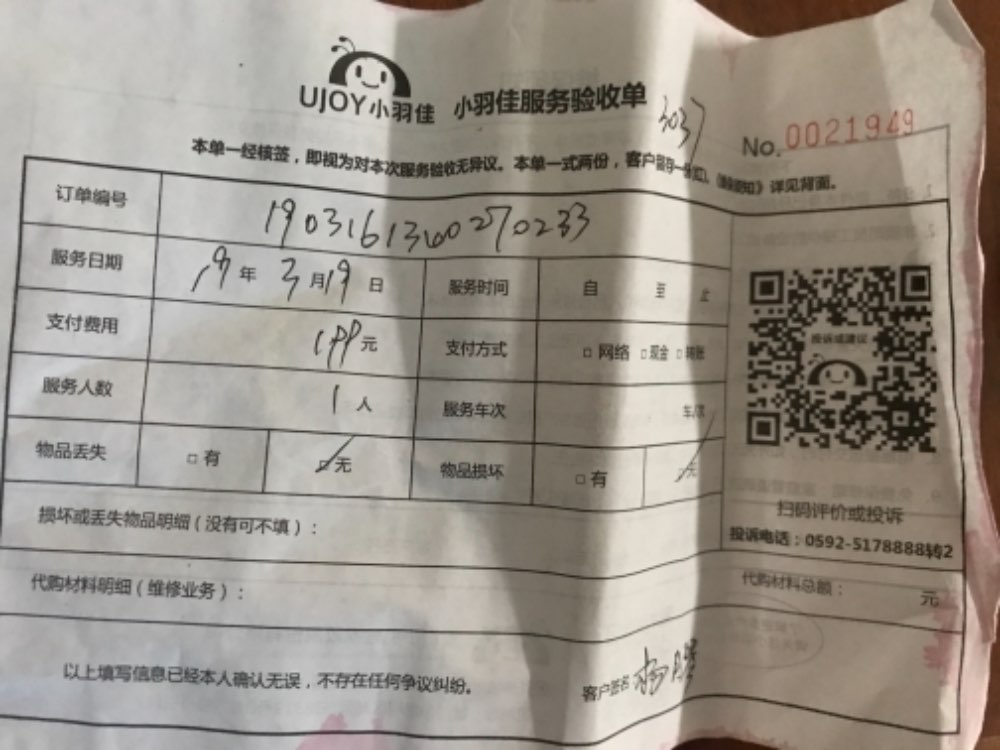 UJOY小羽佳 小羽佳服务验收单
3037
No. 0021949
本单一经核签，即视为对本次服务验收无异议。本单一式两份，客户留存一份 详见背面。
订单编号 190316131400270233
服务日期 19年3月19日 服务时间 自 至 止
支付费用 199元 支付方式 □ 网络 □ 现金 □ 转账
服务人数 1人 服务车次 车/次
物品丢失 □ 有 □ 无 物品损坏 □ 有 □ 无
投诉或建议
扫码评价或投诉
投诉电话：0592-5178888转2
损坏或丢失物品明细（没有可不填）：
代购材料明细（维修业务）： 代购材料总额： 元
以上填写信息已经本人确认无误，不存在任何争议纠纷。 客户签名